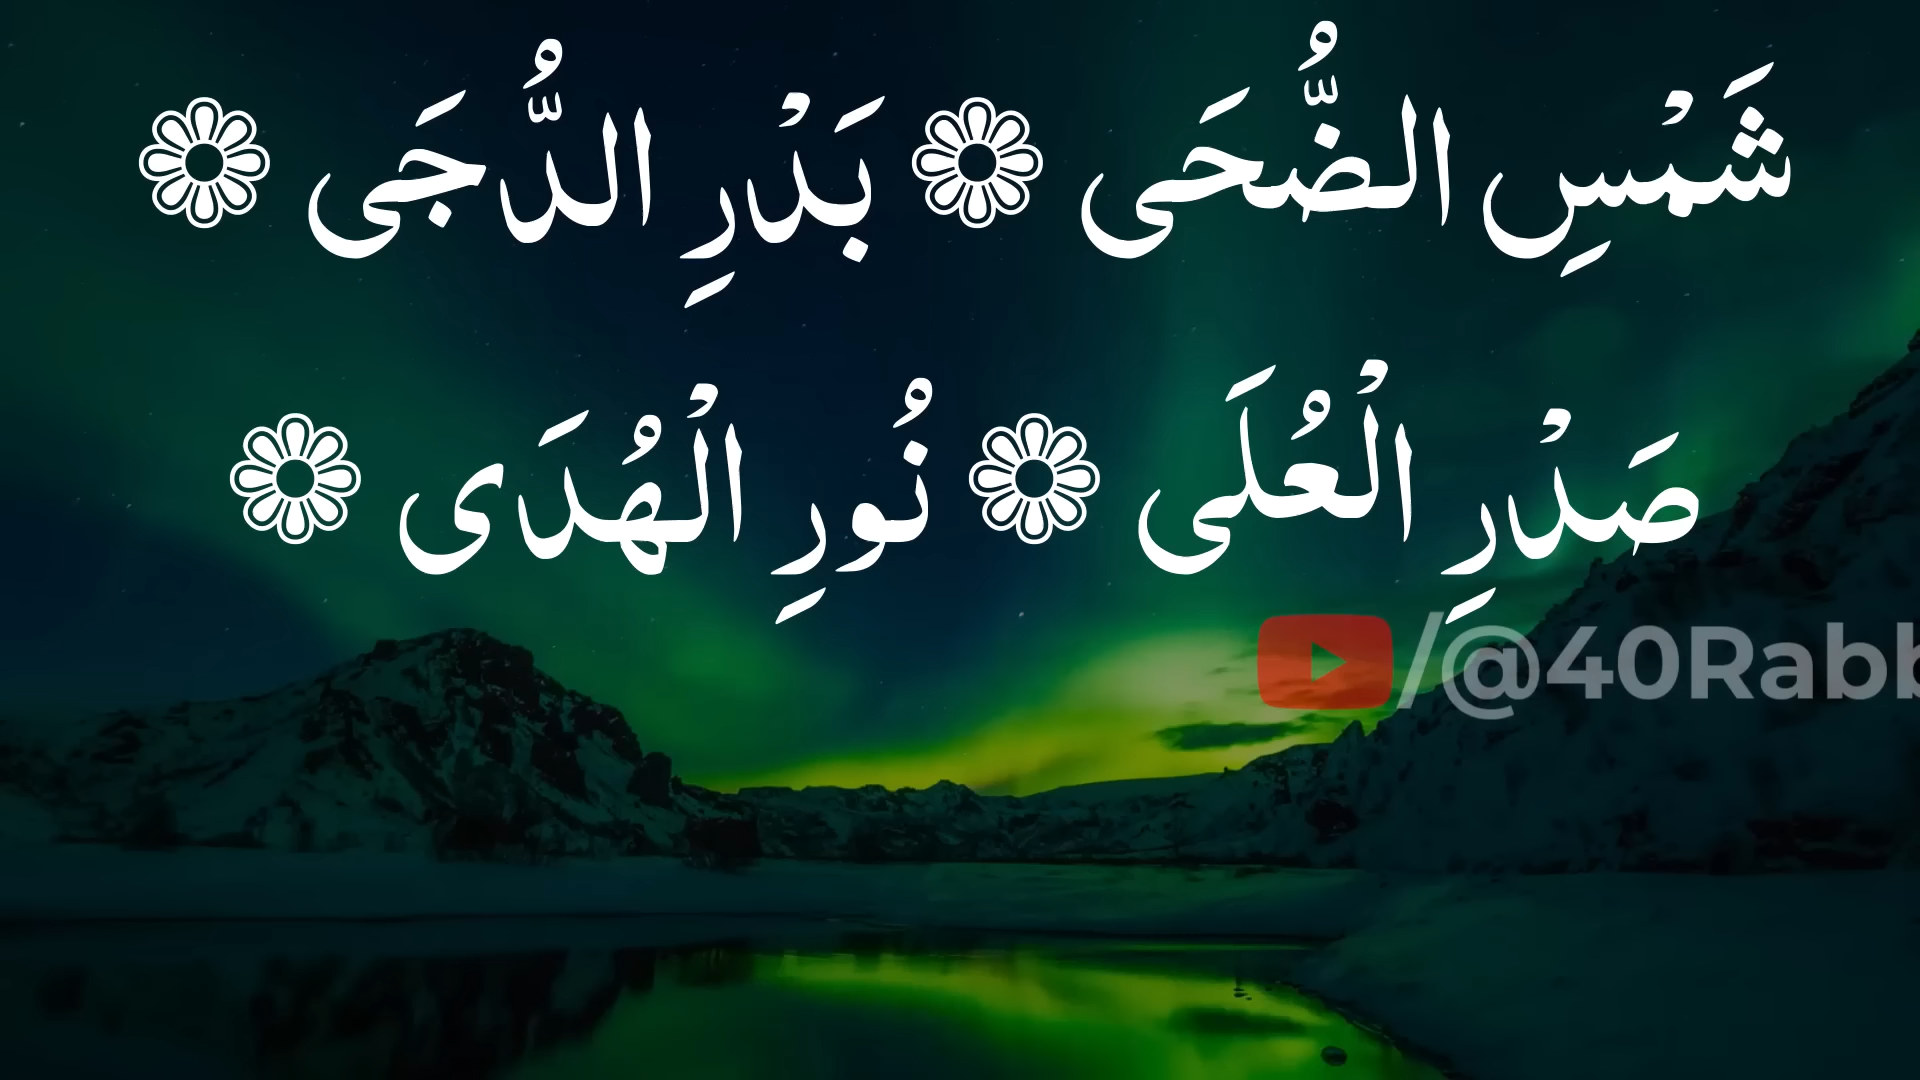 شَمْسِ الضُّحَى ❁ بَدْرِ الدُّجَى ❁
صَدْرِ الْعُلَى ❁ نُورِ الْهُدَى ❁
/@40Rabb